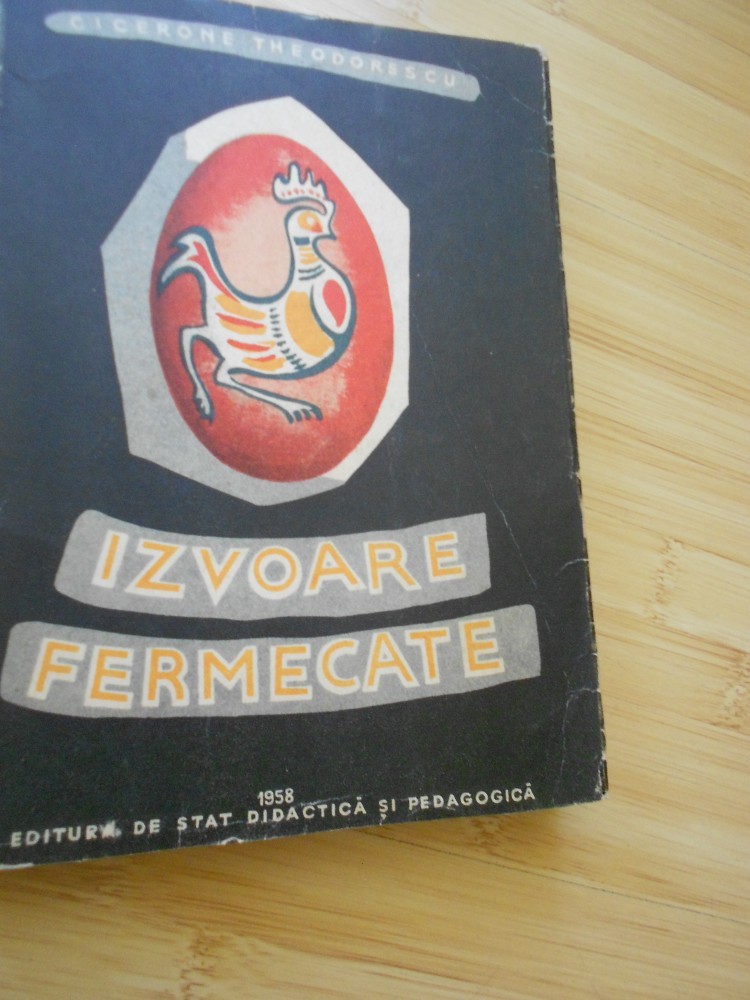 CICERONE THEODORESCU
IZVOARE
FERMECATE
1958
EDITURA DE STAT DIDACTICĂ ȘI PEDAGOGICĂ